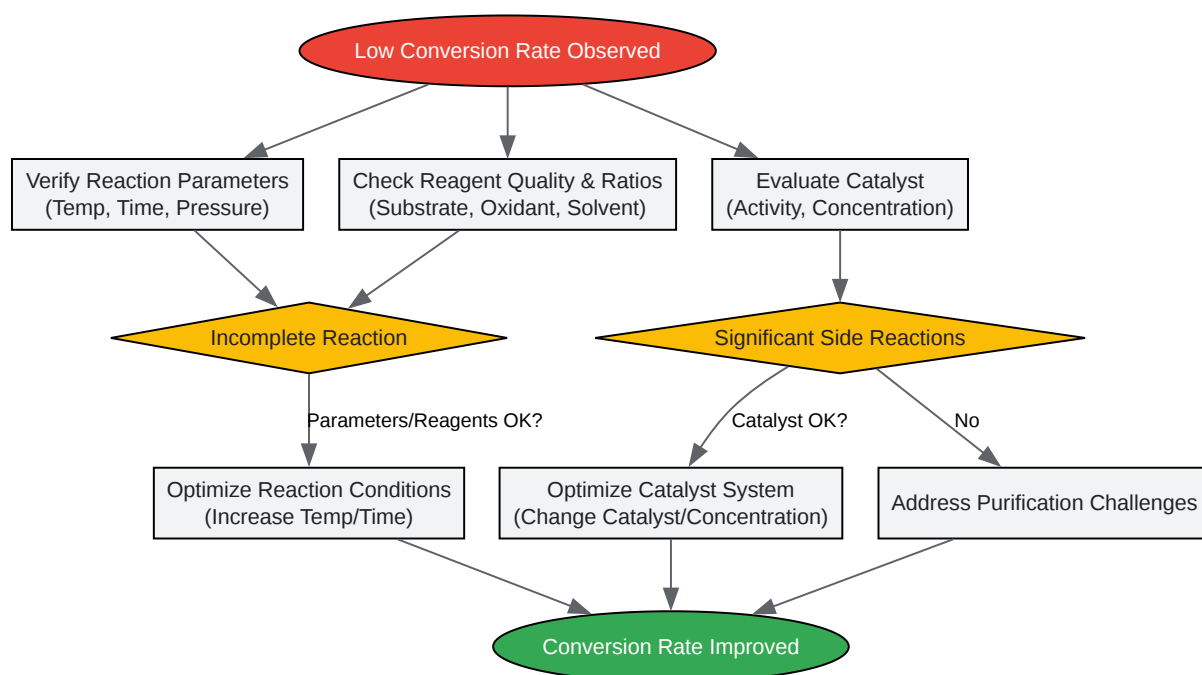 Low Conversion Rate Observed
Verify Reaction Parameters
(Temp, Time, Pressure)
Check Reagent Quality & Ratios
(Substrate, Oxidant, Solvent)
Evaluate Catalyst
(Activity, Concentration)
Incomplete Reaction
Significant Side Reactions
Parameters/Reagents OK?
Catalyst OK?
No
Optimize Reaction Conditions
(Increase Temp/Time)
Optimize Catalyst System
(Change Catalyst/Concentration)
Address Purification Challenges
Conversion Rate Improved